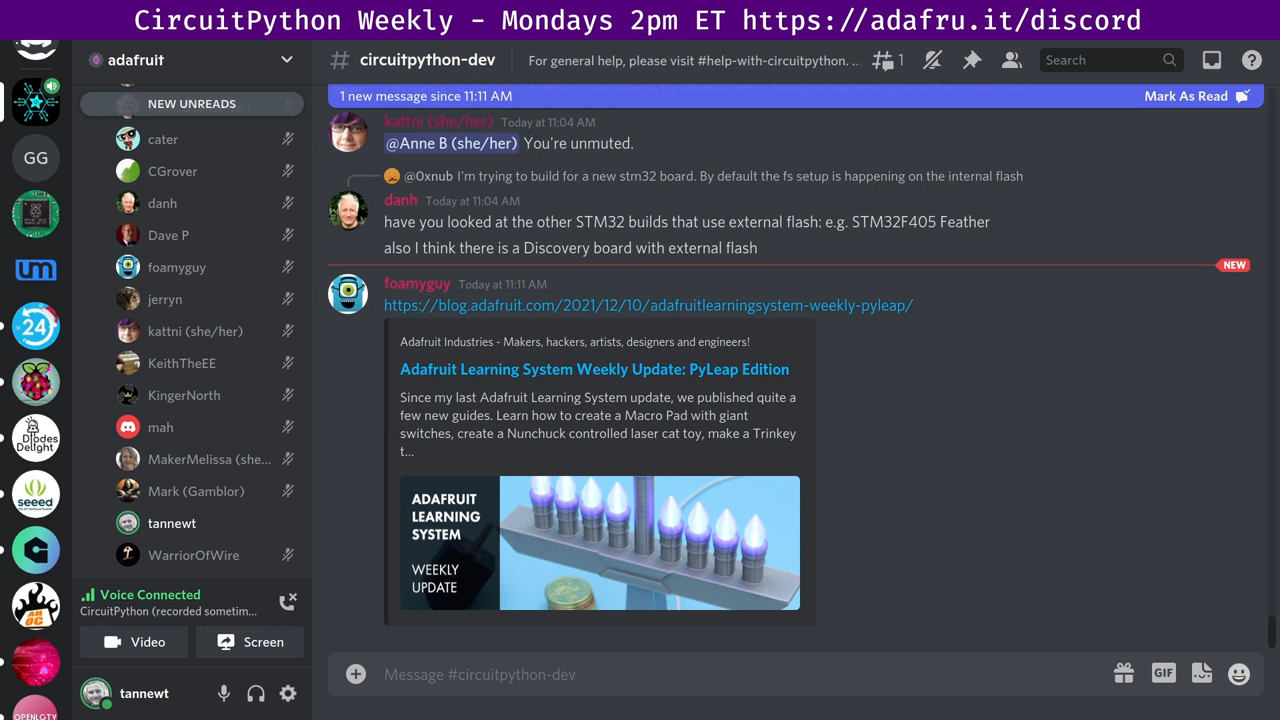 CircuitPython Weekly - Mondays 2pm ET https://adafru.it/discord
adafruit
# circuitpython-dev
For general help, please visit #help-with-circuitpython. ...
1
Search
NEW UNREADS
cater
CGrover
danh
Dave P
foamyguy
jerryn
kattni (she/her)
KeithTheEE
KingerNorth
mah
MakerMelissa (she...
Mark (Gamblor)
tannewt
WarriorOfWire
Voice Connected
CircuitPython (recorded sometim...
Video
Screen
tannewt
GG
24
Diodes
Delight
seeed
OPENLGTV
1 new message since 11:11 AM
Mark As Read
kattni (she/her) Today at 11:04 AM
@Anne B (she/her) You're unmuted.
@0xnub I'm trying to build for a new stm32 board. By default the fs setup is happening on the internal flash
danh Today at 11:04 AM
have you looked at the other STM32 builds that use external flash: e.g. STM32F405 Feather
also I think there is a Discovery board with external flash
NEW
foamyguy Today at 11:11 AM
https://blog.adafruit.com/2021/12/10/adafruitlearningsystem-weekly-pyleap/
Adafruit Industries - Makers, hackers, artists, designers and engineers!
Adafruit Learning System Weekly Update: PyLeap Edition
Since my last Adafruit Learning System update, we published quite a
few new guides. Learn how to create a Macro Pad with giant
switches, create a Nunchuck controlled laser cat toy, make a Trinkey
t...
ADAFRUIT
LEARNING
SYSTEM
WEEKLY
UPDATE
Message #circuitpython-dev
GIF